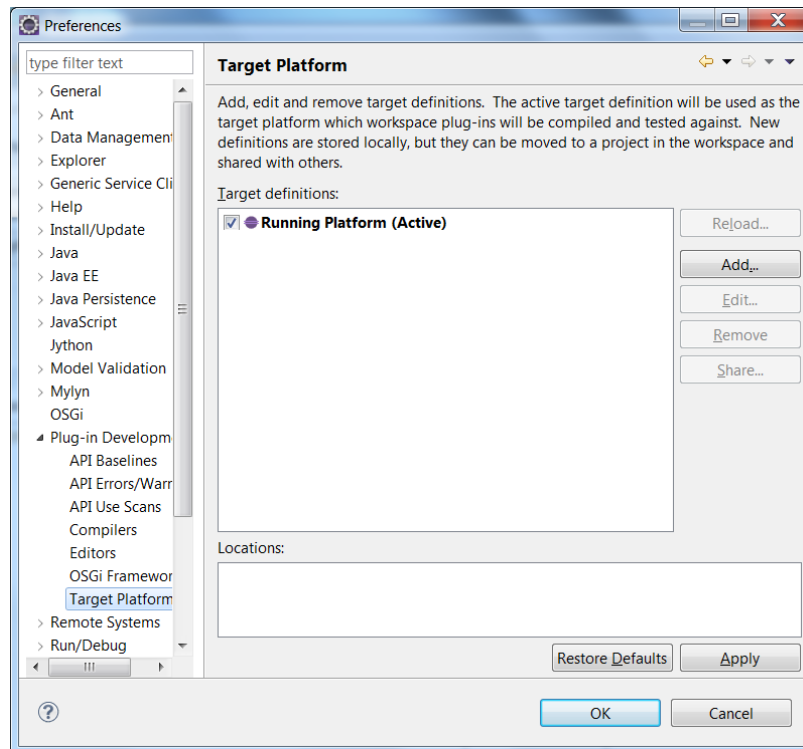 Preferences
type filter text
General
Ant
Data Management
Explorer
Generic Service Cli
Help
Install/Update
Java
Java EE
Java Persistence
JavaScript
Jython
Model Validation
Mylyn
OSGi
Plug-in Developm
API Baselines
API Errors/Warr
API Use Scans
Compilers
Editors
OSGi Framewor
Target Platform
Remote Systems
Run/Debug
Target Platform
Add, edit and remove target definitions.  The active target definition will be used as the
target platform which workspace plug-ins will be compiled and tested against.  New
definitions are stored locally, but they can be moved to a project in the workspace and
shared with others.
Target definitions:
Running Platform (Active)
Reload...
Add...
Edit...
Remove
Share...
Locations:
Restore Defaults
Apply
OK
Cancel